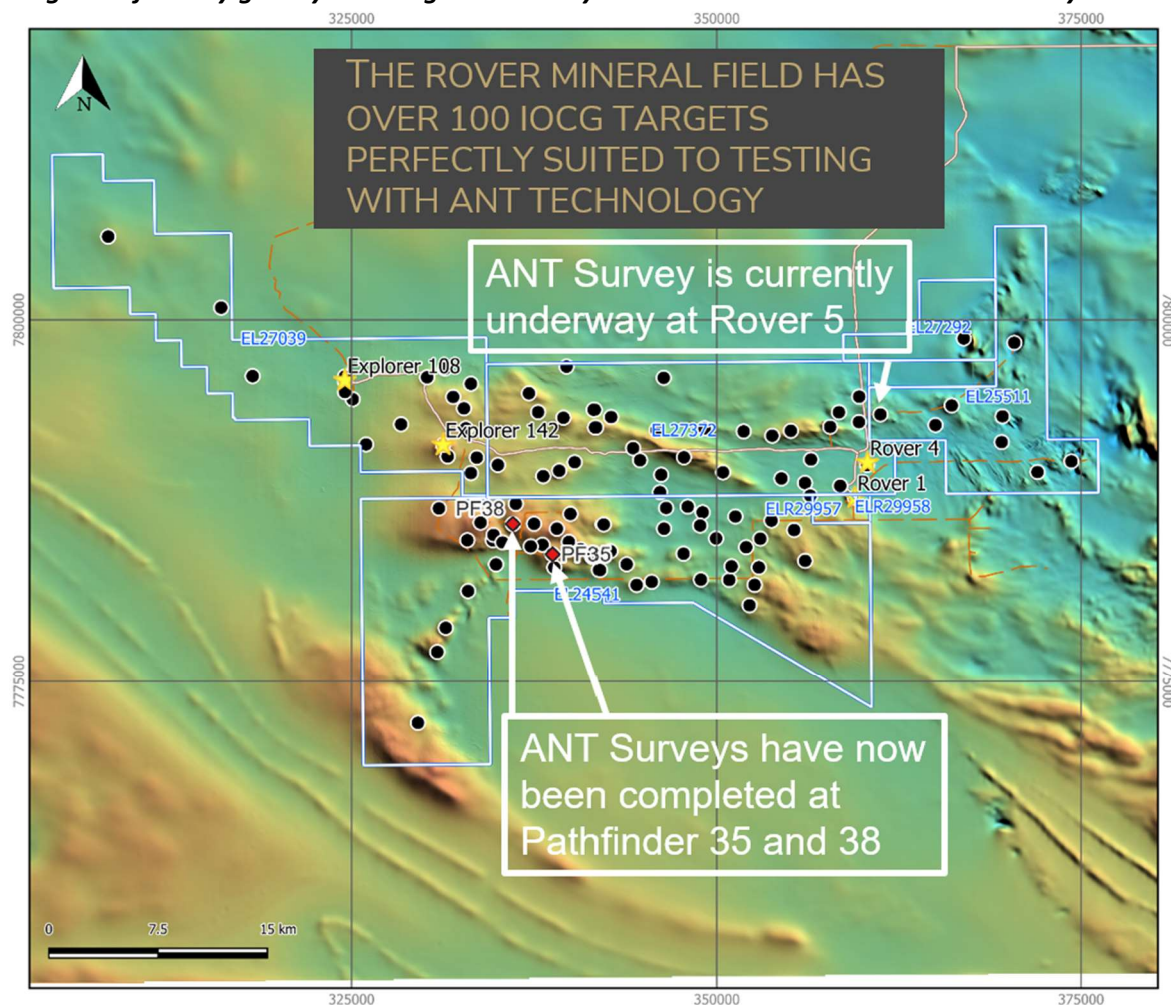 325000
350000
375000
N
THE ROVER MINERAL FIELD HAS
OVER 100 IOCG TARGETS
PERFECTLY SUITED TO TESTING
WITH ANT TECHNOLOGY
ANT Survey is currently
underway at Rover 5
7800000
EL27039
EL27292
Explorer 108
EL25511
Explorer 142
EL27372
Rover 4
Rover 1
PF38
EL29957
ELR29958
PF35
EL24541
7775000
7775000
ANT Surveys have now
been completed at
Pathfinder 35 and 38
0
7.5
15 km
325000
350000
375000